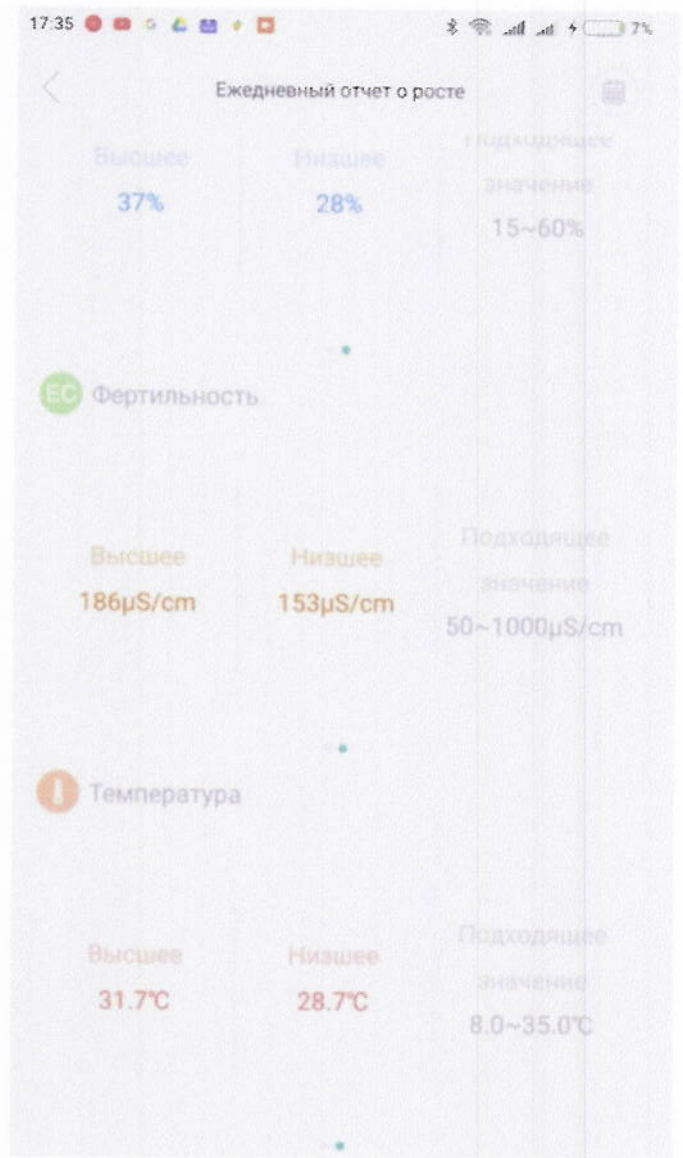 17:35 7%
Ежедневный отчет о росте
Высшее Низшее Подходящее
значение
37% 28%
15~60%
EC Фертильность
Высшее Низшее Подходящее
значение
186µS/cm 153µS/cm
50~1000µS/cm
Температура
Высшее Низшее Подходящее
значение
31.7℃ 28.7℃
8.0~35.0℃